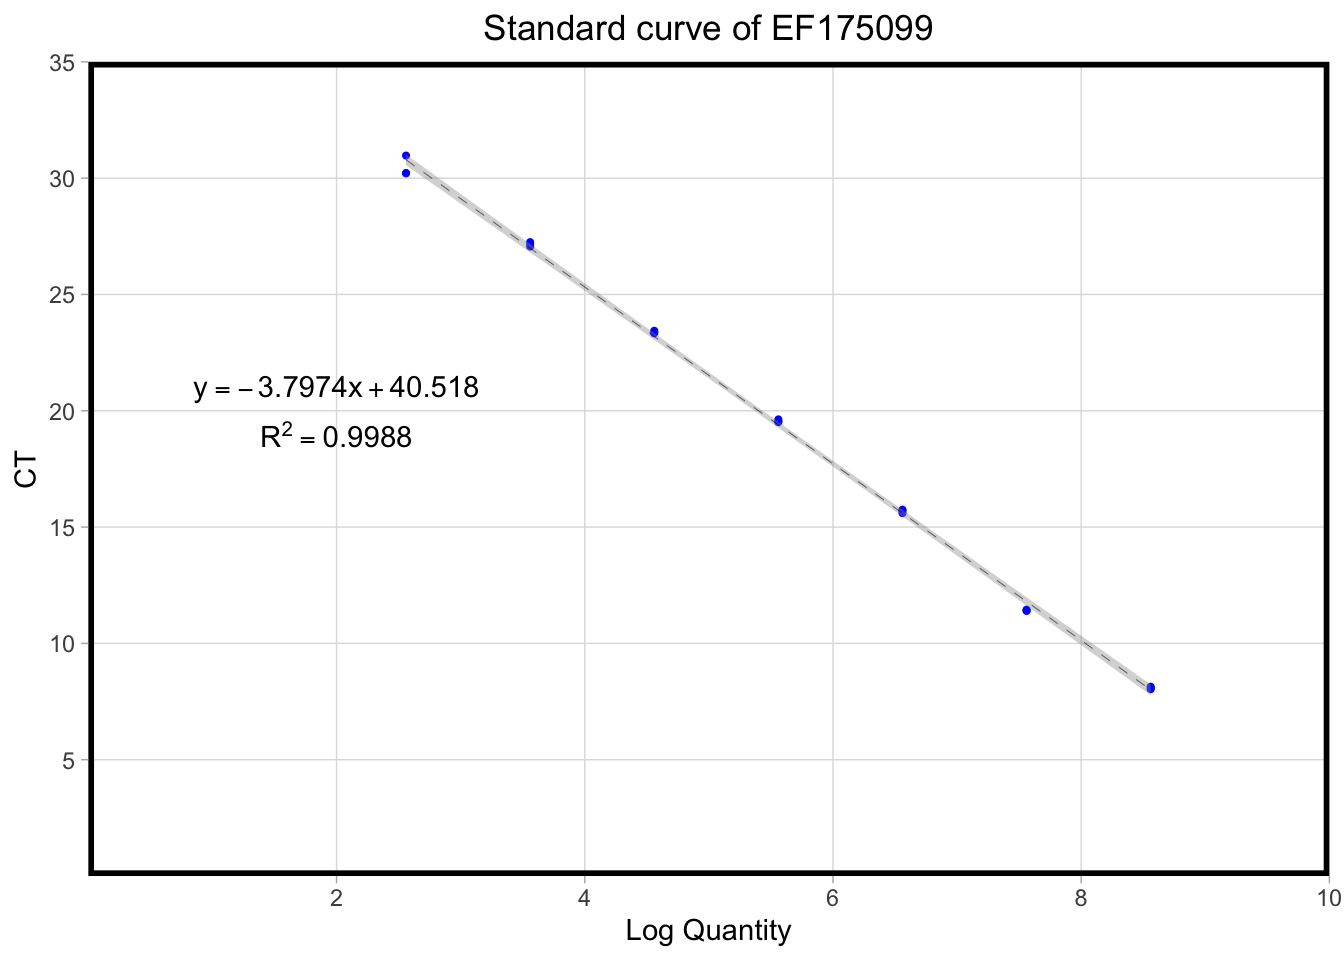 Standard curve of EF175099
35
30
25
20
15
10
5
y = − 3.7974x + 40.518
R² = 0.9988
CT
2 4 6 8 10
Log Quantity